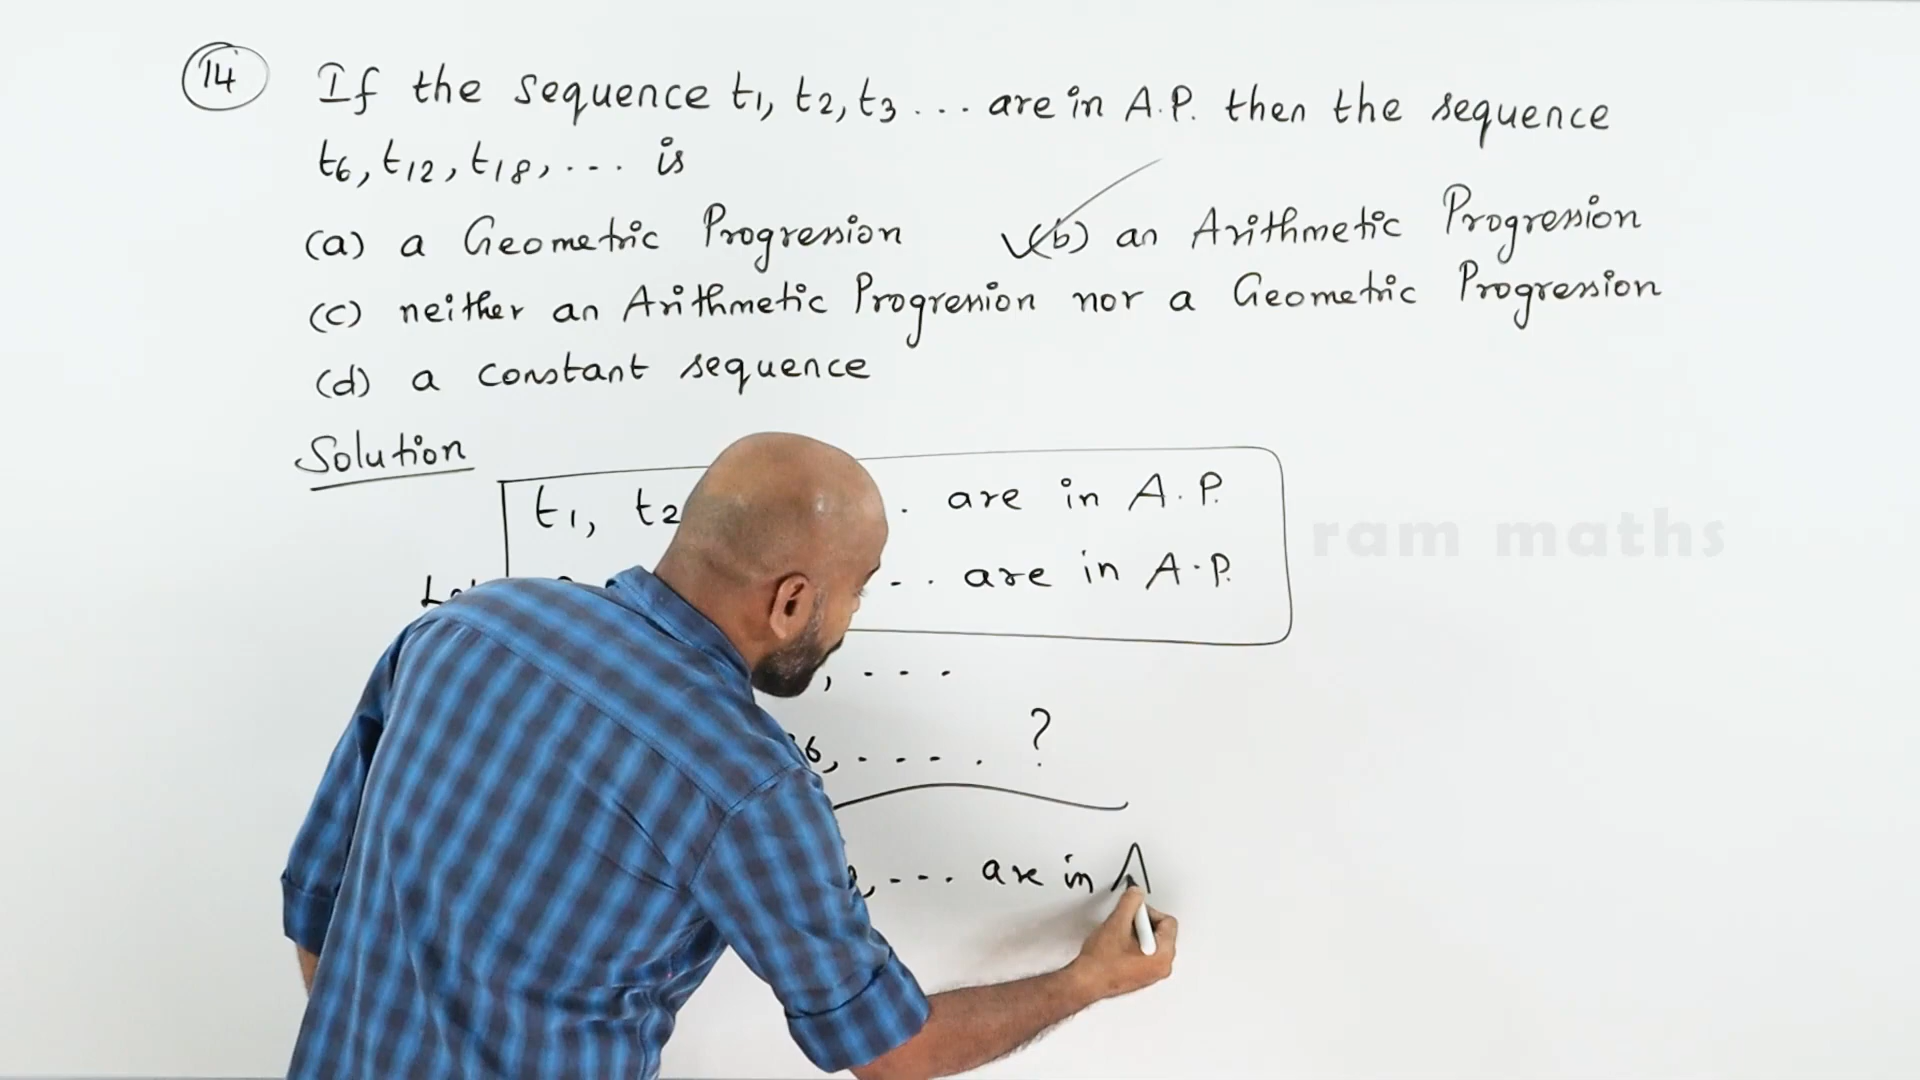 14 If the sequence t1, t2, t3 ... are in A.P. then the sequence
t6, t12, t18, ... is
(a) a Geometric Progression (b) an Arithmetic Progression
(c) neither an Arithmetic Progression nor a Geometric Progression
(d) a constant sequence
Solution
t1, t2 . are in A.P.
.. are in A.P.
, ...
6, .... ?
, ... are in A
ram maths